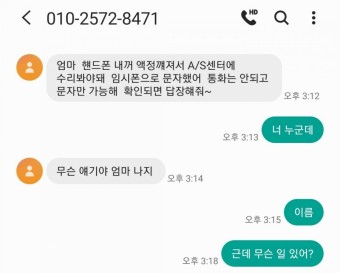 010-2572-8471
HD
엄마 핸드폰 내꺼 액정깨져서 A/S센터에
수리봐야돼 임시폰으로 문자했어 통화는 안되고
문자만 가능해 확인되면 답장해줘~
오후 3:12
너 누군데
오후 3:13
무슨 얘기야 엄마 나지
오후 3:14
이름
오후 3:15
근데 무슨 일 있어?
오후 3:18